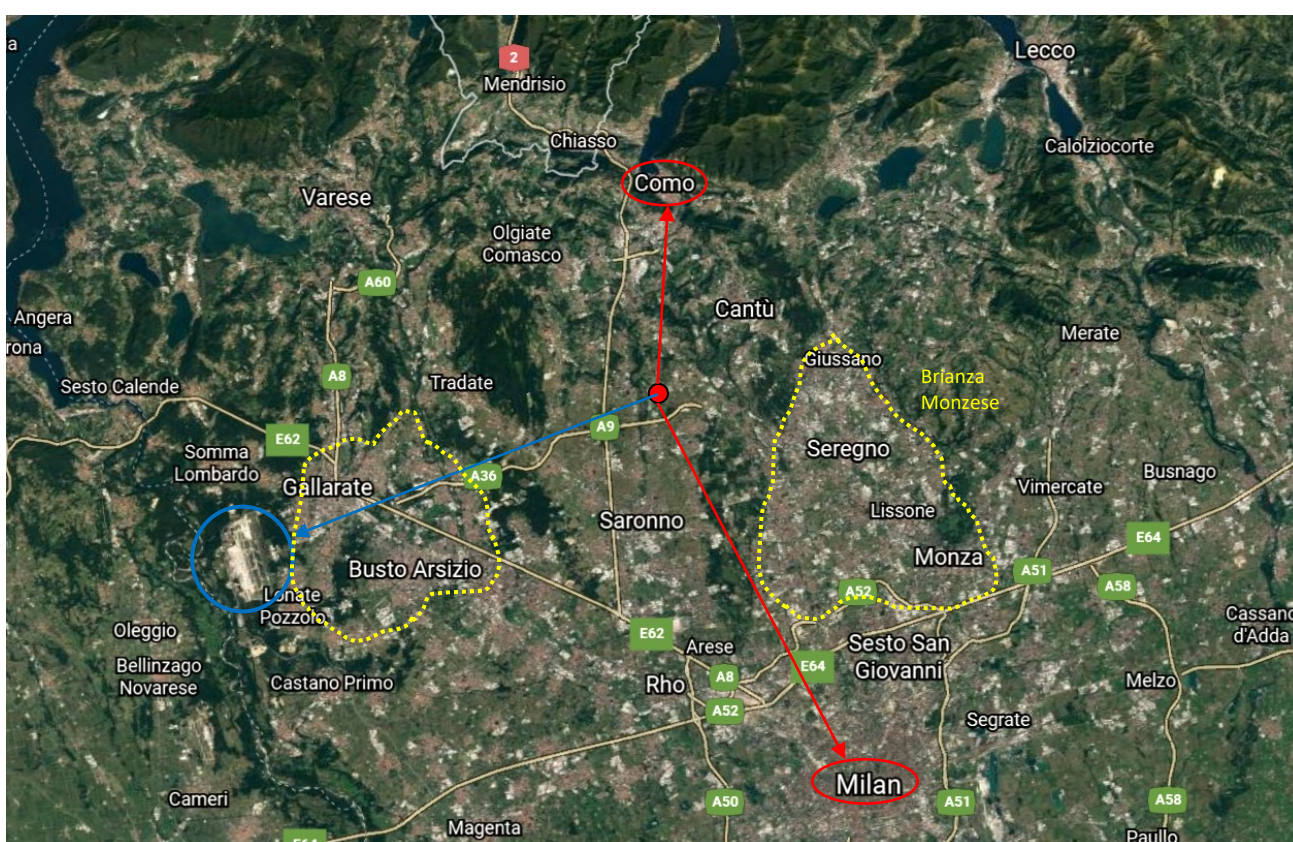 a
2
Lecco
Mendrisio
Chiasso
Calolziocorte
Como
Varese
Olgiate
Comasco
A60
Cantù
Angera
rona
Merate
Giussano
Brianza
Monzese
A8
Tradate
Sesto Calende
A9
E62
Somma
Lombardo
Seregno
Busnago
A36
Gallarate
Vimercate
Lissone
Saronno
E64
Monza
Busto Arsizio
A51
A52
A58
Lonate
Pozzolo
Cassano
d'Adda
Oleggio
E62
Arese
Sesto San
Giovanni
Bellinzago
Novarese
E64
A8
Rho
Castano Primo
Melzo
A52
Segrate
Milan
Cameri
A50
A51
A58
Magenta
E64
Paullo